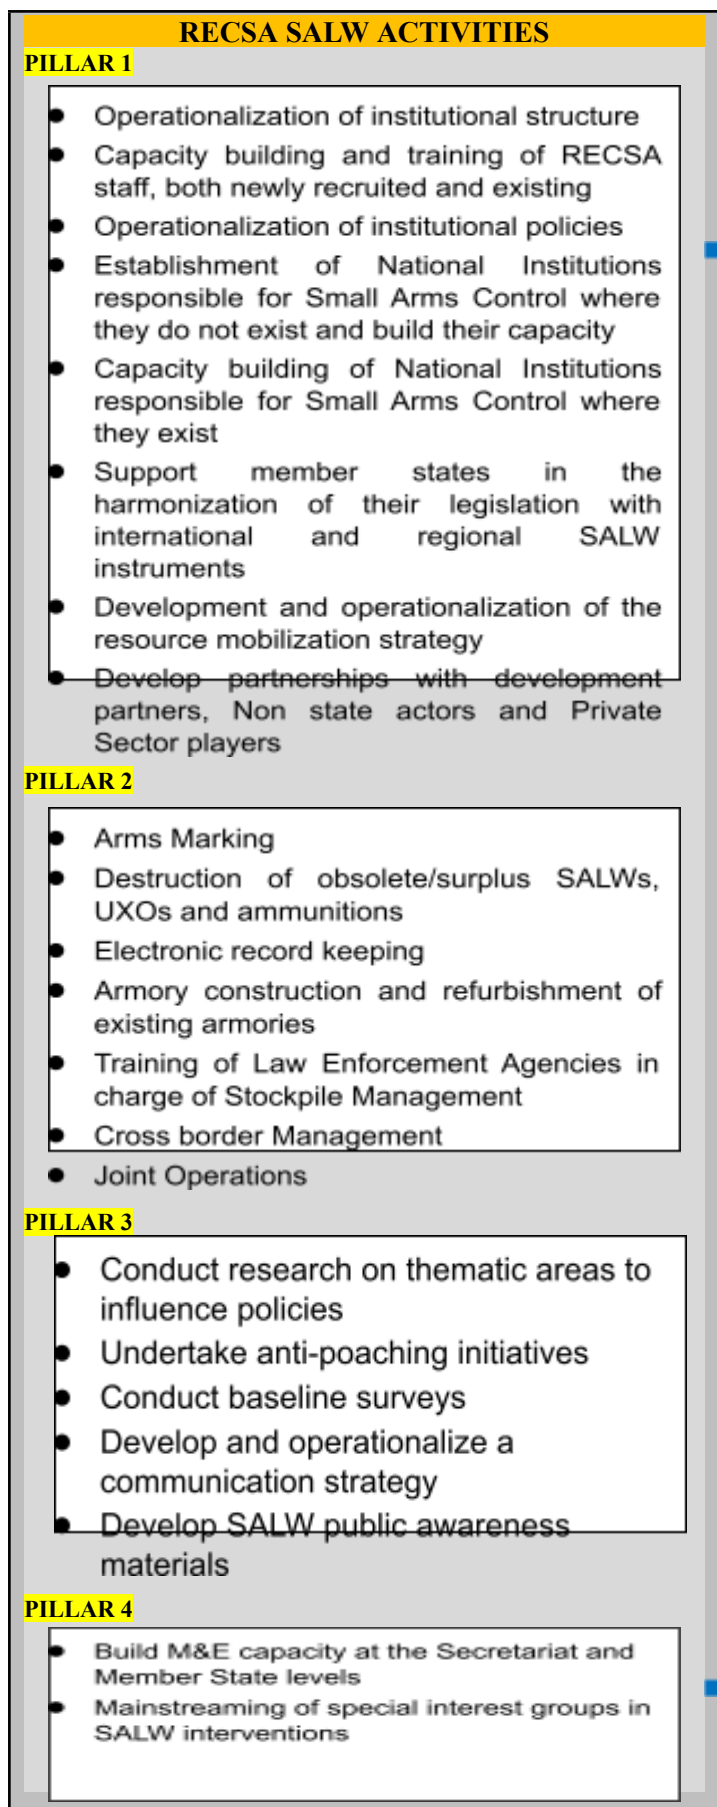 RECSA SALW ACTIVITIES
PILLAR 1
● Operationalization of institutional structure
● Capacity building and training of RECSA
staff, both newly recruited and existing
● Operationalization of institutional policies
● Establishment of National Institutions
responsible for Small Arms Control where
they do not exist and build their capacity
● Capacity building of National Institutions
responsible for Small Arms Control where
they exist
● Support member states in the
harmonization of their legislation with
international and regional SALW
instruments
● Development and operationalization of the
resource mobilization strategy
● Develop partnerships with development
partners, Non state actors and Private
Sector players
PILLAR 2
● Arms Marking
● Destruction of obsolete/surplus SALWs,
UXOs and ammunitions
● Electronic record keeping
● Armory construction and refurbishment of
existing armories
● Training of Law Enforcement Agencies in
charge of Stockpile Management
● Cross border Management
● Joint Operations
PILLAR 3
● Conduct research on thematic areas to
influence policies
● Undertake anti-poaching initiatives
● Conduct baseline surveys
● Develop and operationalize a
communication strategy
● Develop SALW public awareness
materials
PILLAR 4
● Build M&E capacity at the Secretariat and
Member State levels
● Mainstreaming of special interest groups in
SALW interventions